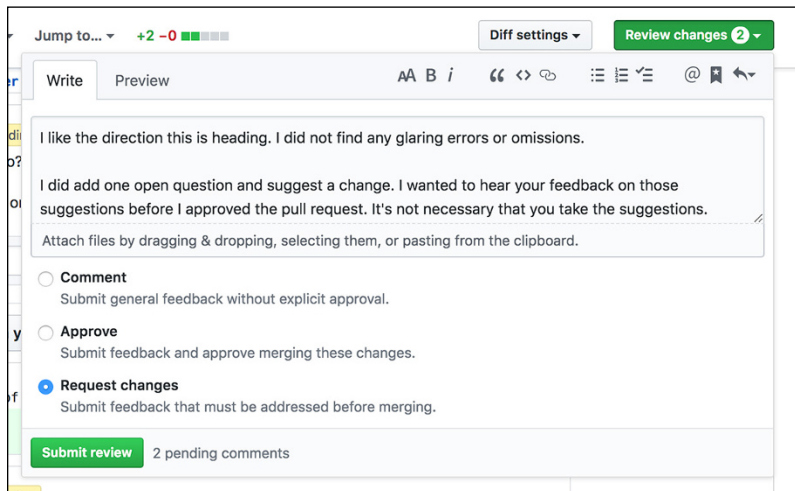 Jump to... +2 −0 Diff settings Review changes 2
er Write Preview AA B i
di
I like the direction this is heading. I did not find any glaring errors or omissions.
o?
I did add one open question and suggest a change. I wanted to hear your feedback on those
or
suggestions before I approved the pull request. It's not necessary that you take the suggestions.
Attach files by dragging & dropping, selecting them, or pasting from the clipboard.
Comment
Submit general feedback without explicit approval.
y Approve
Submit feedback and approve merging these changes.
Request changes
of
Submit feedback that must be addressed before merging.
Submit review 2 pending comments